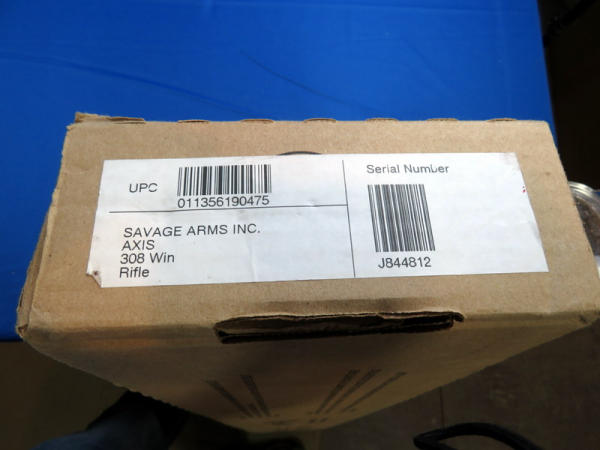 UPC
011356190475
SAVAGE ARMS INC.
AXIS
308 Win
Rifle
Serial Number
J844812